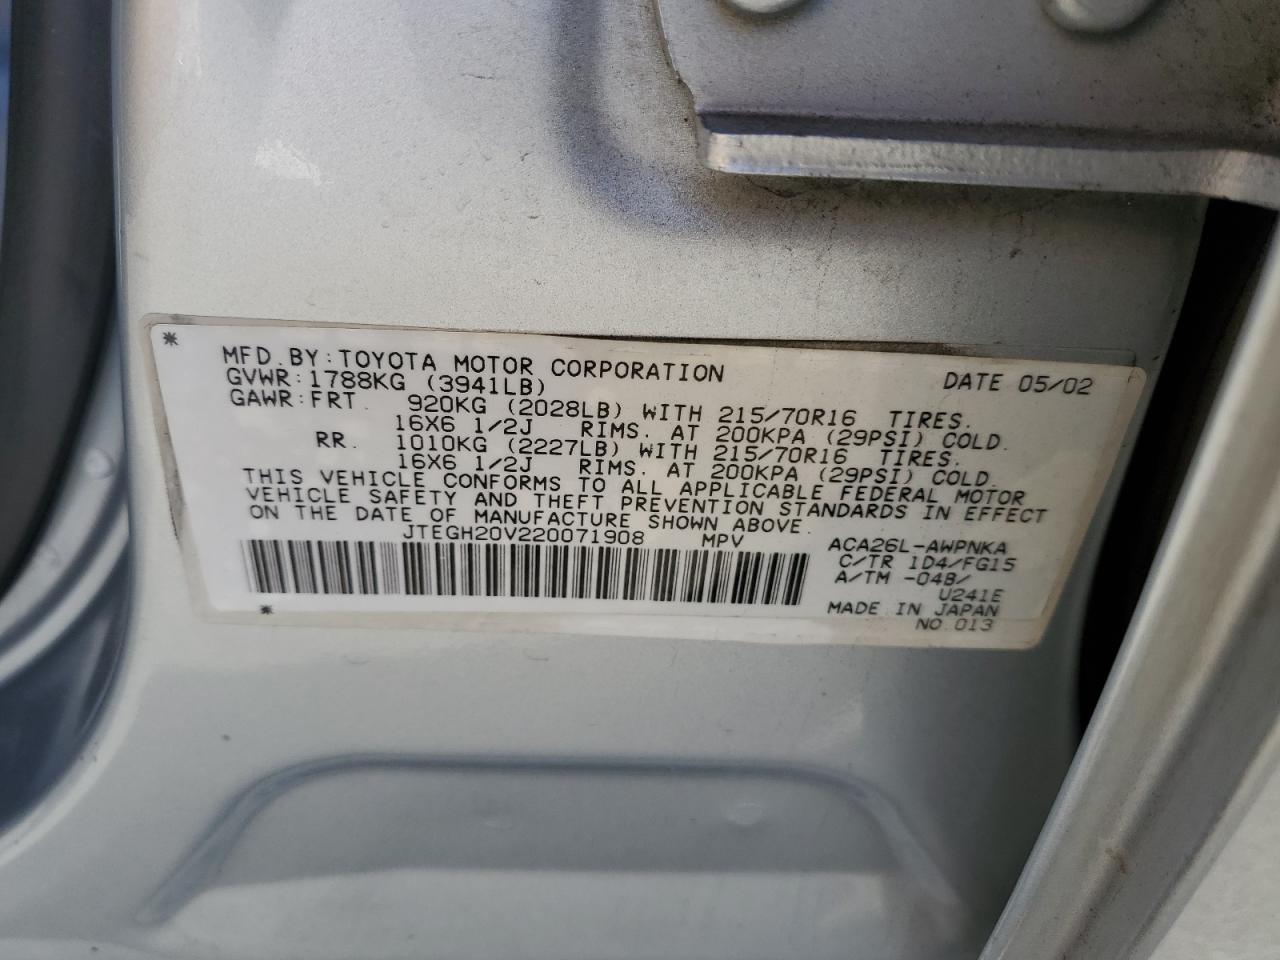 *
MFD. BY: TOYOTA MOTOR CORPORATION DATE 05/02
GVWR: 1788KG (3941LB)
GAWR: FRT. 920KG (2028LB) WITH 215/70R16 TIRES.
16X6 1/2J RIMS. AT 200KPA (29PSI) COLD.
RR. 1010KG (2227LB) WITH 215/70R16 TIRES.
16X6 1/2J RIMS. AT 200KPA (29PSI) COLD.
THIS VEHICLE CONFORMS TO ALL APPLICABLE FEDERAL MOTOR
VEHICLE SAFETY AND THEFT PREVENTION STANDARDS IN EFFECT
ON THE DATE OF MANUFACTURE SHOWN ABOVE.
JTEGH20V220071908 MPV
ACA26L-AWPNKA
C/TR 1D4/FG15
A/TM -04B/
U241E
MADE IN JAPAN
NO. 013
*